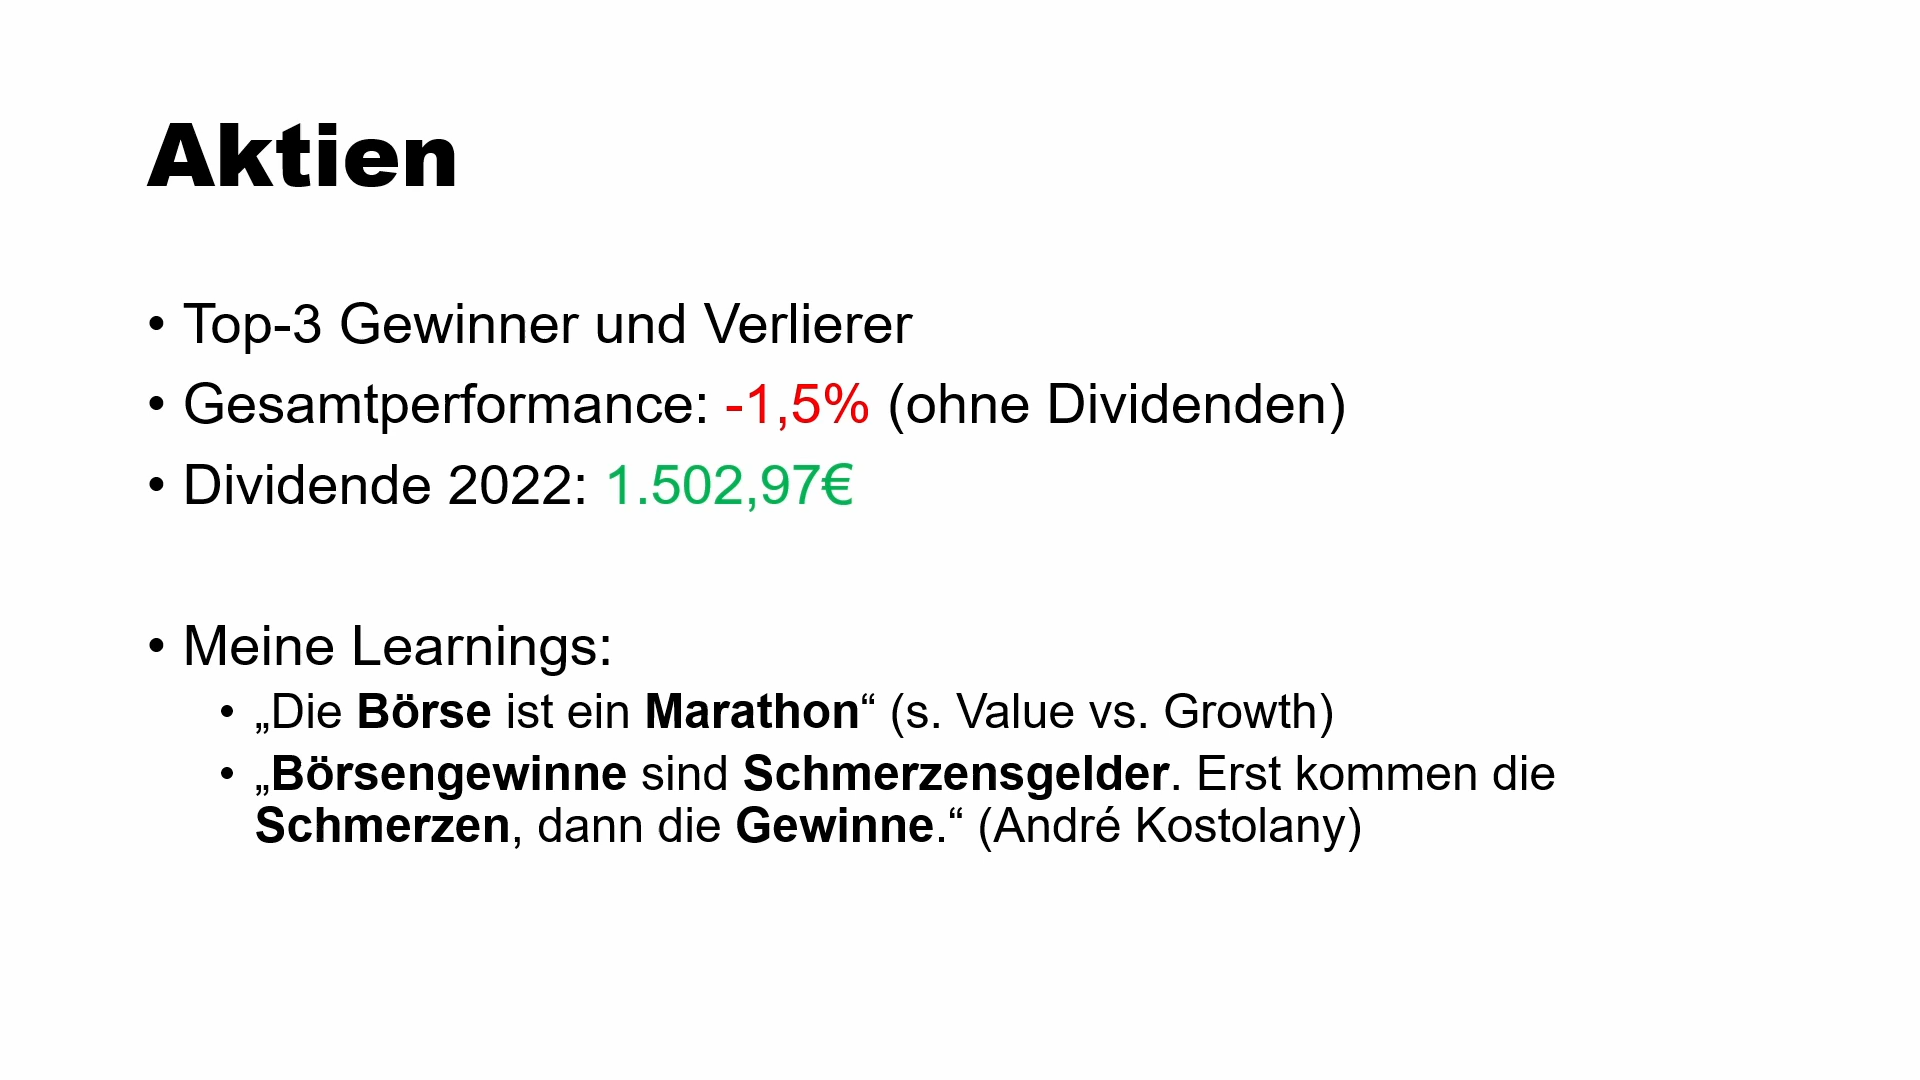 Aktien
• Top-3 Gewinner und Verlierer
• Gesamtperformance: -1,5% (ohne Dividenden)
• Dividende 2022: 1.502,97€
• Meine Learnings:
• „Die Börse ist ein Marathon“ (s. Value vs. Growth)
• „Börsengewinne sind Schmerzensgelder. Erst kommen die
Schmerzen, dann die Gewinne.“ (André Kostolany)